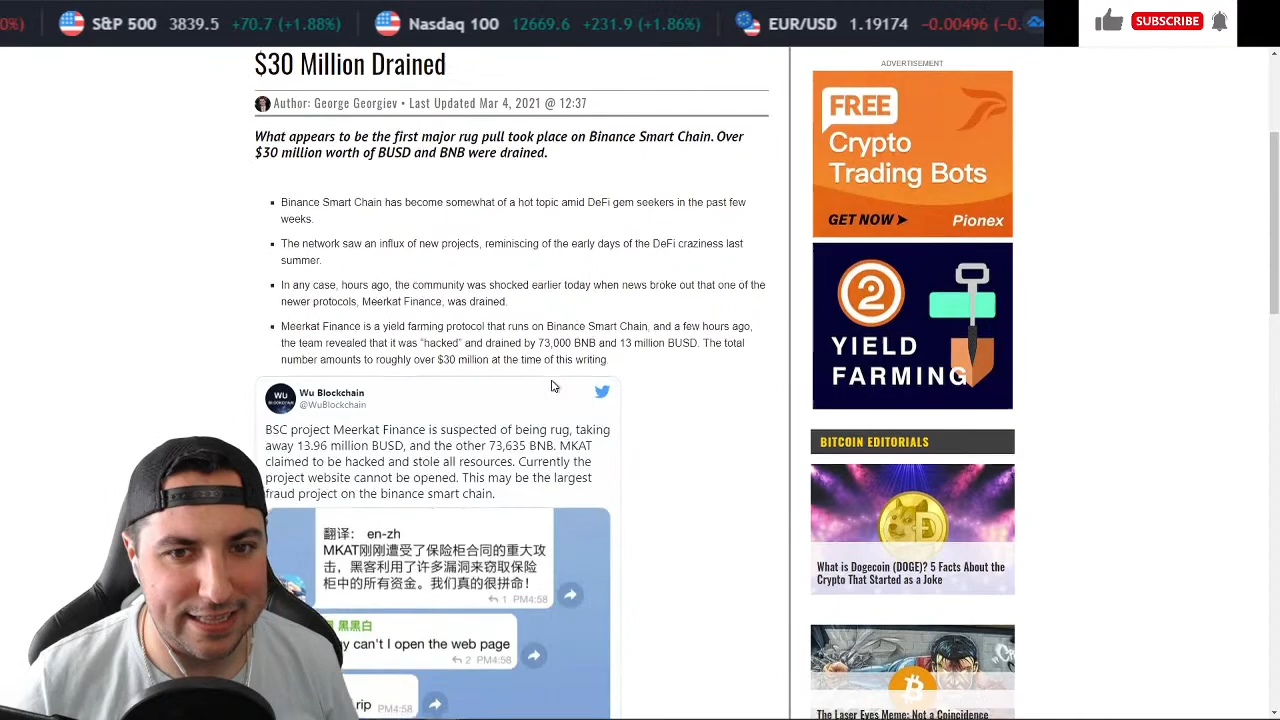 0%)
S&P 500 3839.5 +70.7 (+1.88%)
Nasdaq 100 12669.6 +231.9 (+1.86%)
EUR/USD 1.19174 -0.00496 (-0.
SUBSCRIBE
$30 Million Drained
Author: George Georgiev • Last Updated Mar 4, 2021 @ 12:37
What appears to be the first major rug pull took place on Binance Smart Chain. Over
$30 million worth of BUSD and BNB were drained.
Binance Smart Chain has become somewhat of a hot topic amid DeFi gem seekers in the past few
weeks.
The network saw an influx of new projects, reminiscing of the early days of the DeFi craziness last
summer.
In any case, hours ago, the community was shocked earlier today when news broke out that one of the
newer protocols, Meerkat Finance, was drained.
Meerkat Finance is a yield farming protocol that runs on Binance Smart Chain, and a few hours ago,
the team revealed that it was “hacked” and drained by 73,000 BNB and 13 million BUSD. The total
number amounts to roughly over $30 million at the time of this writing.
WU
Wu Blockchain
@WuBlockchain
BSC project Meerkat Finance is suspected of being rug, taking
away 13.96 million BUSD, and the other 73,635 BNB. MKAT
claimed to be hacked and stole all resources. Currently the
project website cannot be opened. This may be the largest
fraud project on the binance smart chain.
翻译： en-zh
MKAT刚刚遭受了保险柜合同的重大攻
击，黑客利用了许多漏洞来窃取保险
柜中的所有资金。我们真的很拼命！
1 PM4:58
黑黑白
y can't I open the web page
2 PM4:58
rip PM4:58
ADVERTISEMENT
FREE
Crypto
Trading Bots
GET NOW
Pionex
2
YIELD
FARMING
BITCOIN EDITORIALS
What is Dogecoin (DOGE)? 5 Facts About the
Crypto That Started as a Joke
The Laser Eyes Meme: Not a Coincidence